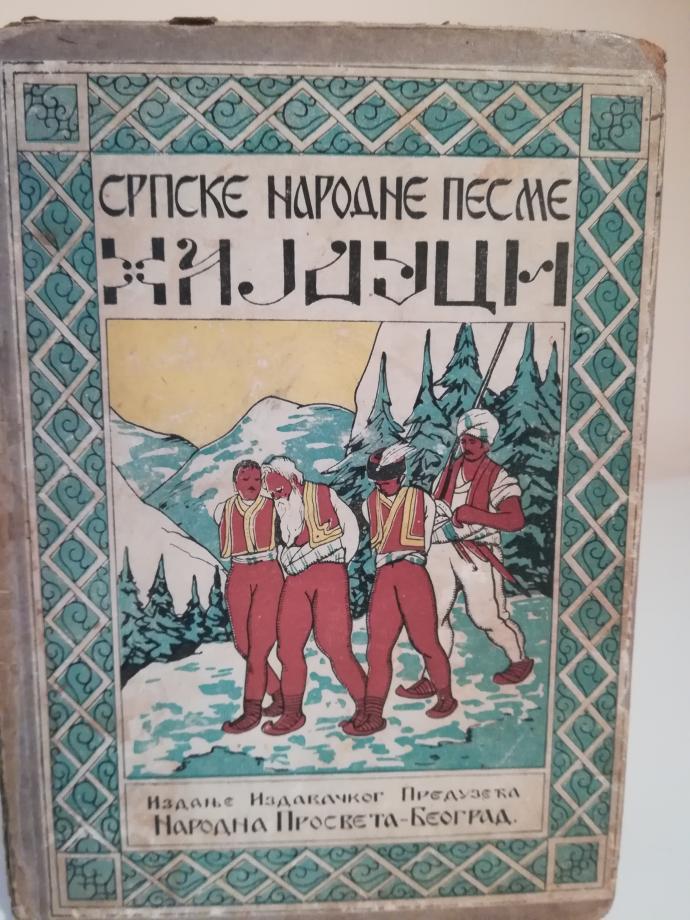 СРПСКЕ НАРОДНЕ ПЕСМЕ
ХАЈДУЦИ
ИЗДАЊЕ ИЗДАВАЧКОГ ПРЕДУЗЕЋА
НАРОДНА ПРОСВЕТА-БЕОГРАД.